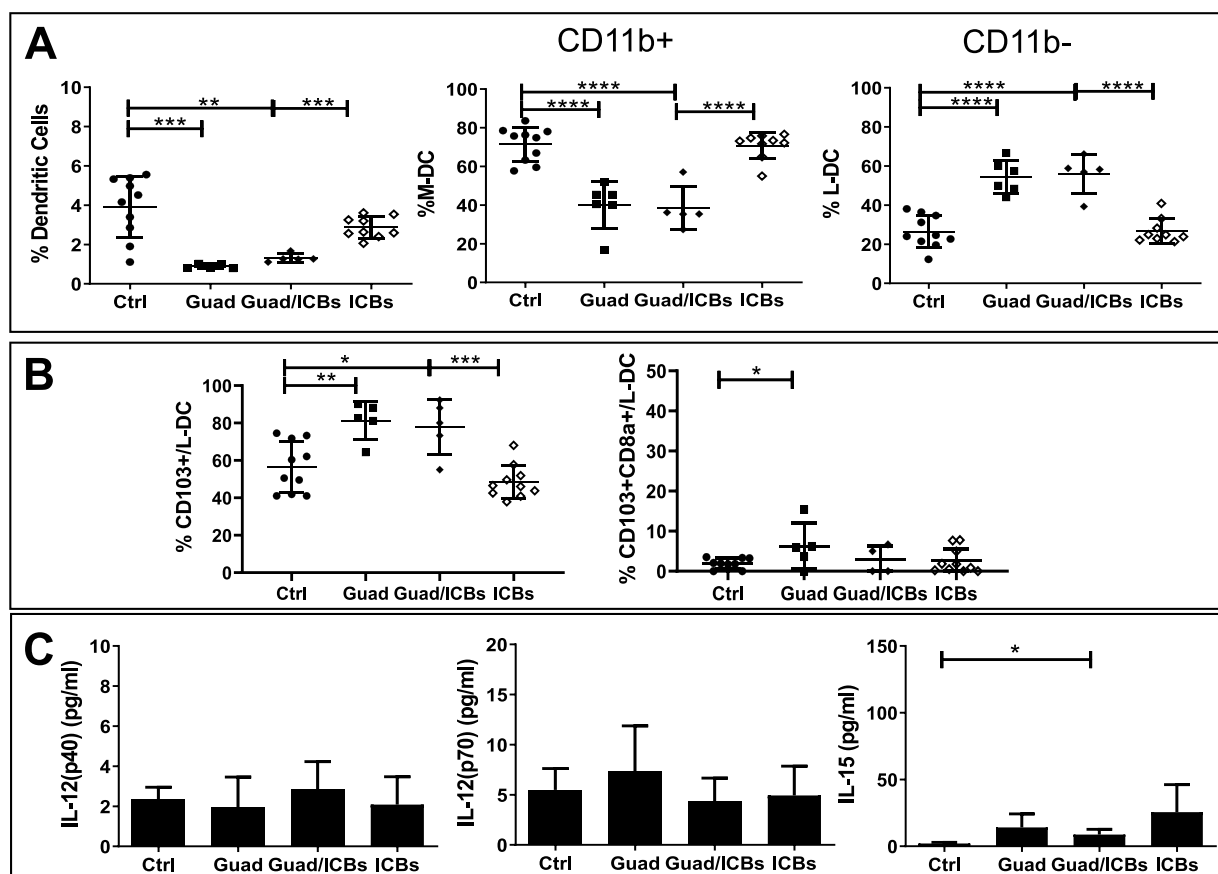 A
CD11b+
CD11b-
% Dendritic Cells
10
8
6
4
2
0
**
***
***
Ctrl Guad Guad/ICBs ICBs
%M-DC
100
80
60
40
20
0
****
****
****
Ctrl Guad Guad/ICBs ICBs
% L-DC
100
80
60
40
20
0
****
****
****
Ctrl Guad Guad/ICBs ICBs
B
% CD103+/L-DC
100
80
60
40
20
0
*
***
**
Ctrl Guad Guad/ICBs ICBs
% CD103+CD8a+/L-DC
50
40
30
20
10
0
*
Ctrl Guad Guad/ICBs ICBs
C
IL-12(p40) (pg/ml)
10
8
6
4
2
0
Ctrl Guad Guad/ICBs ICBs
IL-12(p70) (pg/ml)
20
15
10
5
0
Ctrl Guad Guad/ICBs ICBs
IL-15 (pg/ml)
150
100
50
0
*
Ctrl Guad Guad/ICBs ICBs